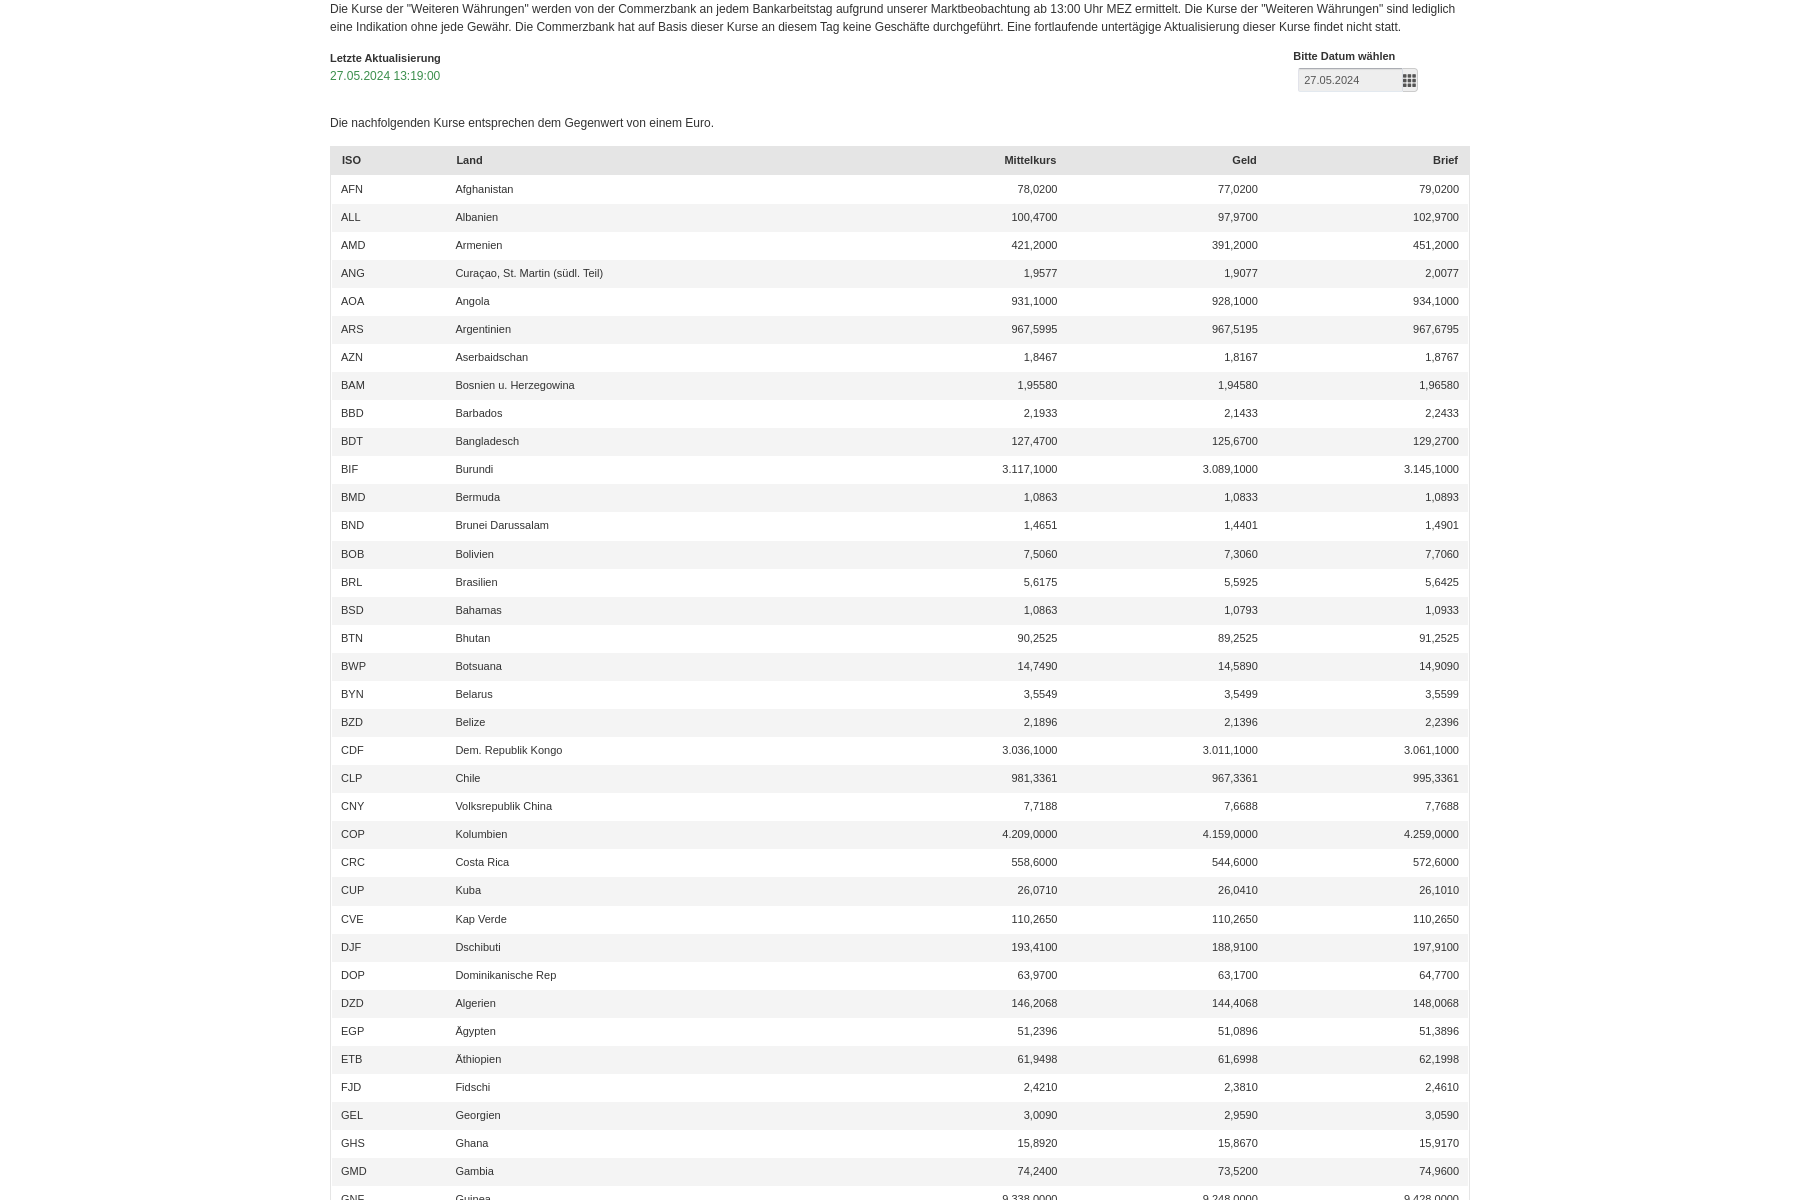 Die Kurse der "Weiteren Währungen" werden von der Commerzbank an jedem Bankarbeitstag aufgrund unserer Marktbeobachtung ab 13:00 Uhr MEZ ermittelt. Die Kurse der "Weiteren Währungen" sind lediglich
eine Indikation ohne jede Gewähr. Die Commerzbank hat auf Basis dieser Kurse an diesem Tag keine Geschäfte durchgeführt. Eine fortlaufende untertägige Aktualisierung dieser Kurse findet nicht statt.
Letzte Aktualisierung Bitte Datum wählen
27.05.2024 13:19:00 27.05.2024
Die nachfolgenden Kurse entsprechen dem Gegenwert von einem Euro.
ISO Land Mittelkurs Geld Brief
AFN Afghanistan 78,0200 77,0200 79,0200
ALL Albanien 100,4700 97,9700 102,9700
AMD Armenien 421,2000 391,2000 451,2000
ANG Curaçao, St. Martin (südl. Teil) 1,9577 1,9077 2,0077
AOA Angola 931,1000 928,1000 934,1000
ARS Argentinien 967,5995 967,5195 967,6795
AZN Aserbaidschan 1,8467 1,8167 1,8767
BAM Bosnien u. Herzegowina 1,95580 1,94580 1,96580
BBD Barbados 2,1933 2,1433 2,2433
BDT Bangladesch 127,4700 125,6700 129,2700
BIF Burundi 3.117,1000 3.089,1000 3.145,1000
BMD Bermuda 1,0863 1,0833 1,0893
BND Brunei Darussalam 1,4651 1,4401 1,4901
BOB Bolivien 7,5060 7,3060 7,7060
BRL Brasilien 5,6175 5,5925 5,6425
BSD Bahamas 1,0863 1,0793 1,0933
BTN Bhutan 90,2525 89,2525 91,2525
BWP Botsuana 14,7490 14,5890 14,9090
BYN Belarus 3,5549 3,5499 3,5599
BZD Belize 2,1896 2,1396 2,2396
CDF Dem. Republik Kongo 3.036,1000 3.011,1000 3.061,1000
CLP Chile 981,3361 967,3361 995,3361
CNY Volksrepublik China 7,7188 7,6688 7,7688
COP Kolumbien 4.209,0000 4.159,0000 4.259,0000
CRC Costa Rica 558,6000 544,6000 572,6000
CUP Kuba 26,0710 26,0410 26,1010
CVE Kap Verde 110,2650 110,2650 110,2650
DJF Dschibuti 193,4100 188,9100 197,9100
DOP Dominikanische Rep 63,9700 63,1700 64,7700
DZD Algerien 146,2068 144,4068 148,0068
EGP Ägypten 51,2396 51,0896 51,3896
ETB Äthiopien 61,9498 61,6998 62,1998
FJD Fidschi 2,4210 2,3810 2,4610
GEL Georgien 3,0090 2,9590 3,0590
GHS Ghana 15,8920 15,8670 15,9170
GMD Gambia 74,2400 73,5200 74,9600
GNF Guinea 9.338,0000 9.248,0000 9.428,0000